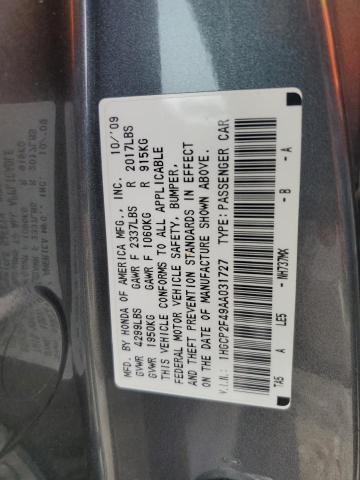 MFD. BY HONDA OF AMERICA MFG., INC. 10/'09
GVWR 4299LBS GAWR F 2337LBS R 2017LBS
GVWR 1950KG GAWR F 1060KG R 915KG
THIS VEHICLE CONFORMS TO ALL APPLICABLE
FEDERAL MOTOR VEHICLE SAFETY, BUMPER,
AND THEFT PREVENTION STANDARDS IN EFFECT
ON THE DATE OF MANUFACTURE SHOWN ABOVE.
V.I.N.: 1HGCP2F49AA031727 TYPE:PASSENGER CAR
TA5 A LES - NH737MX - B - A